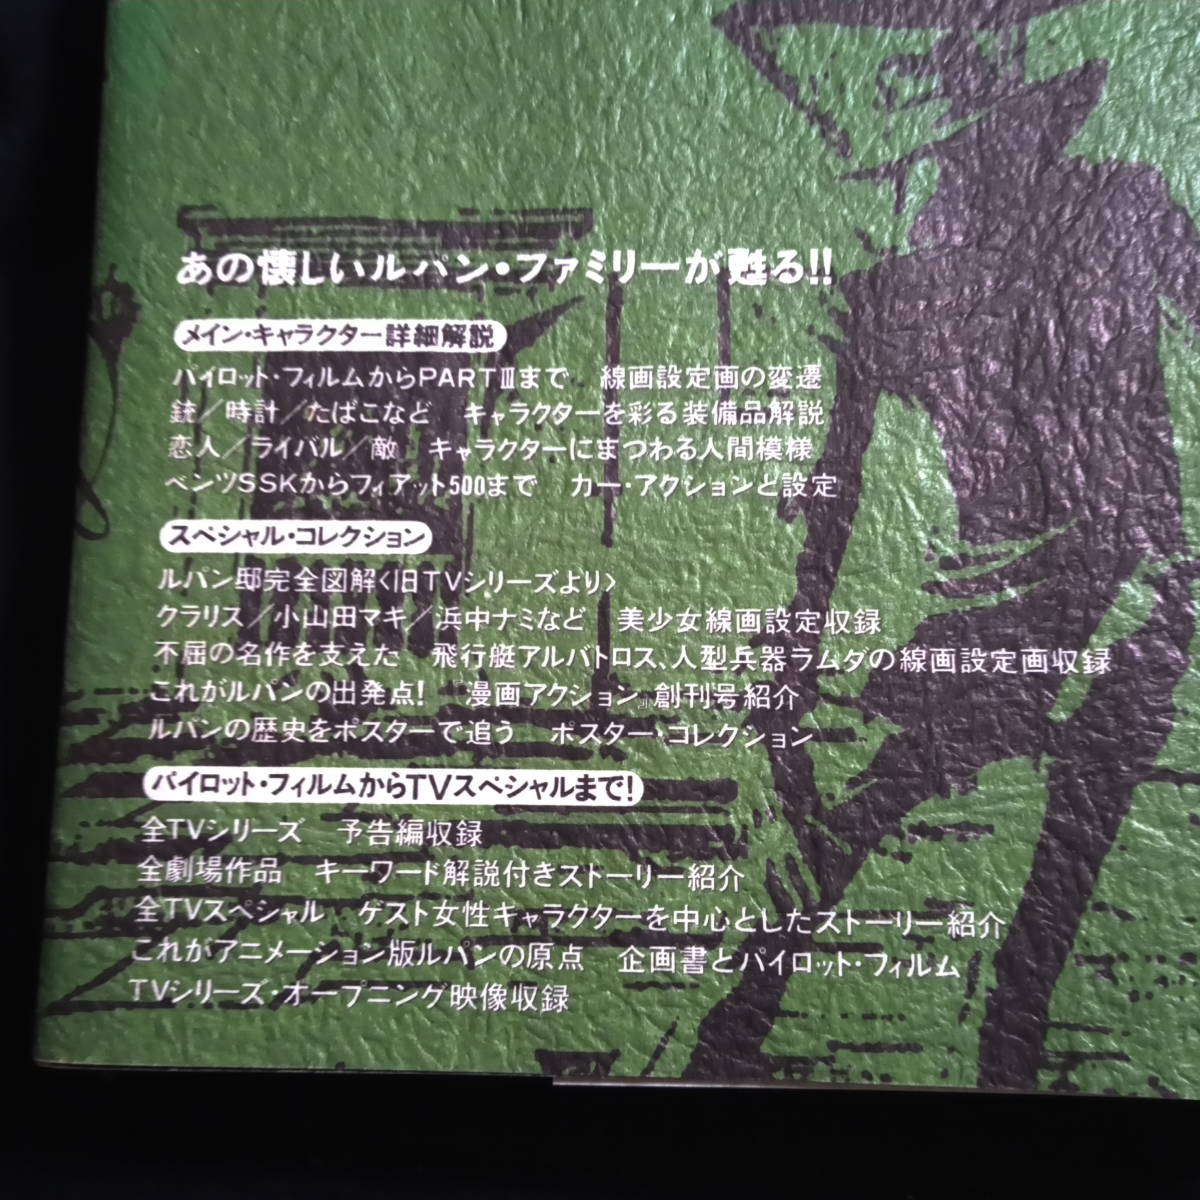 あの懐しいルパン・ファミリーが甦る!!
メイン・キャラクター詳細解説
パイロット・フィルムからPARTⅢまで　線画設定画の変遷
銃／時計／たばこなど　キャラクターを彩る装備品解説
恋人／ライバル／敵　キャラクターにまつわる人間模様
ベンツSSKからフィアット500まで　カー・アクションと設定
スペシャル・コレクション
ルパン邸完全図解<旧TVシリーズより>
クラリス／小山田マキ／浜中ナミなど　美少女線画設定収録
不屈の名作を支えた　飛行艇アルバトロス、人型兵器ラムダの線画設定画収録
これがルパンの出発点!　『漫画アクション』創刊号紹介
ルパンの歴史をポスターで追う　ポスター・コレクション
パイロット・フィルムからTVスペシャルまで!
全TVシリーズ　予告編収録
全劇場作品　キーワード解説付きストーリー紹介
全TVスペシャル　ゲスト女性キャラクターを中心としたストーリー紹介
これがアニメーション版ルパンの原点　企画書とパイロット・フィルム
TVシリーズ・オープニング映像収録